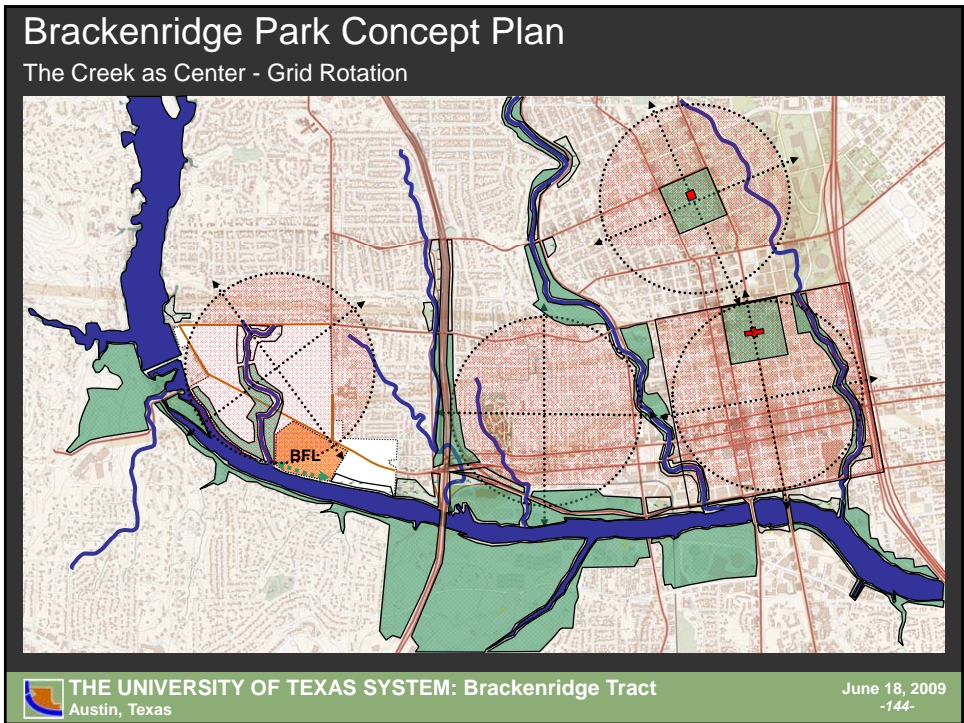 Brackenridge Park Concept Plan
The Creek as Center - Grid Rotation
BFL
THE UNIVERSITY OF TEXAS SYSTEM: Brackenridge Tract
Austin, Texas
June 18, 2009
-144-